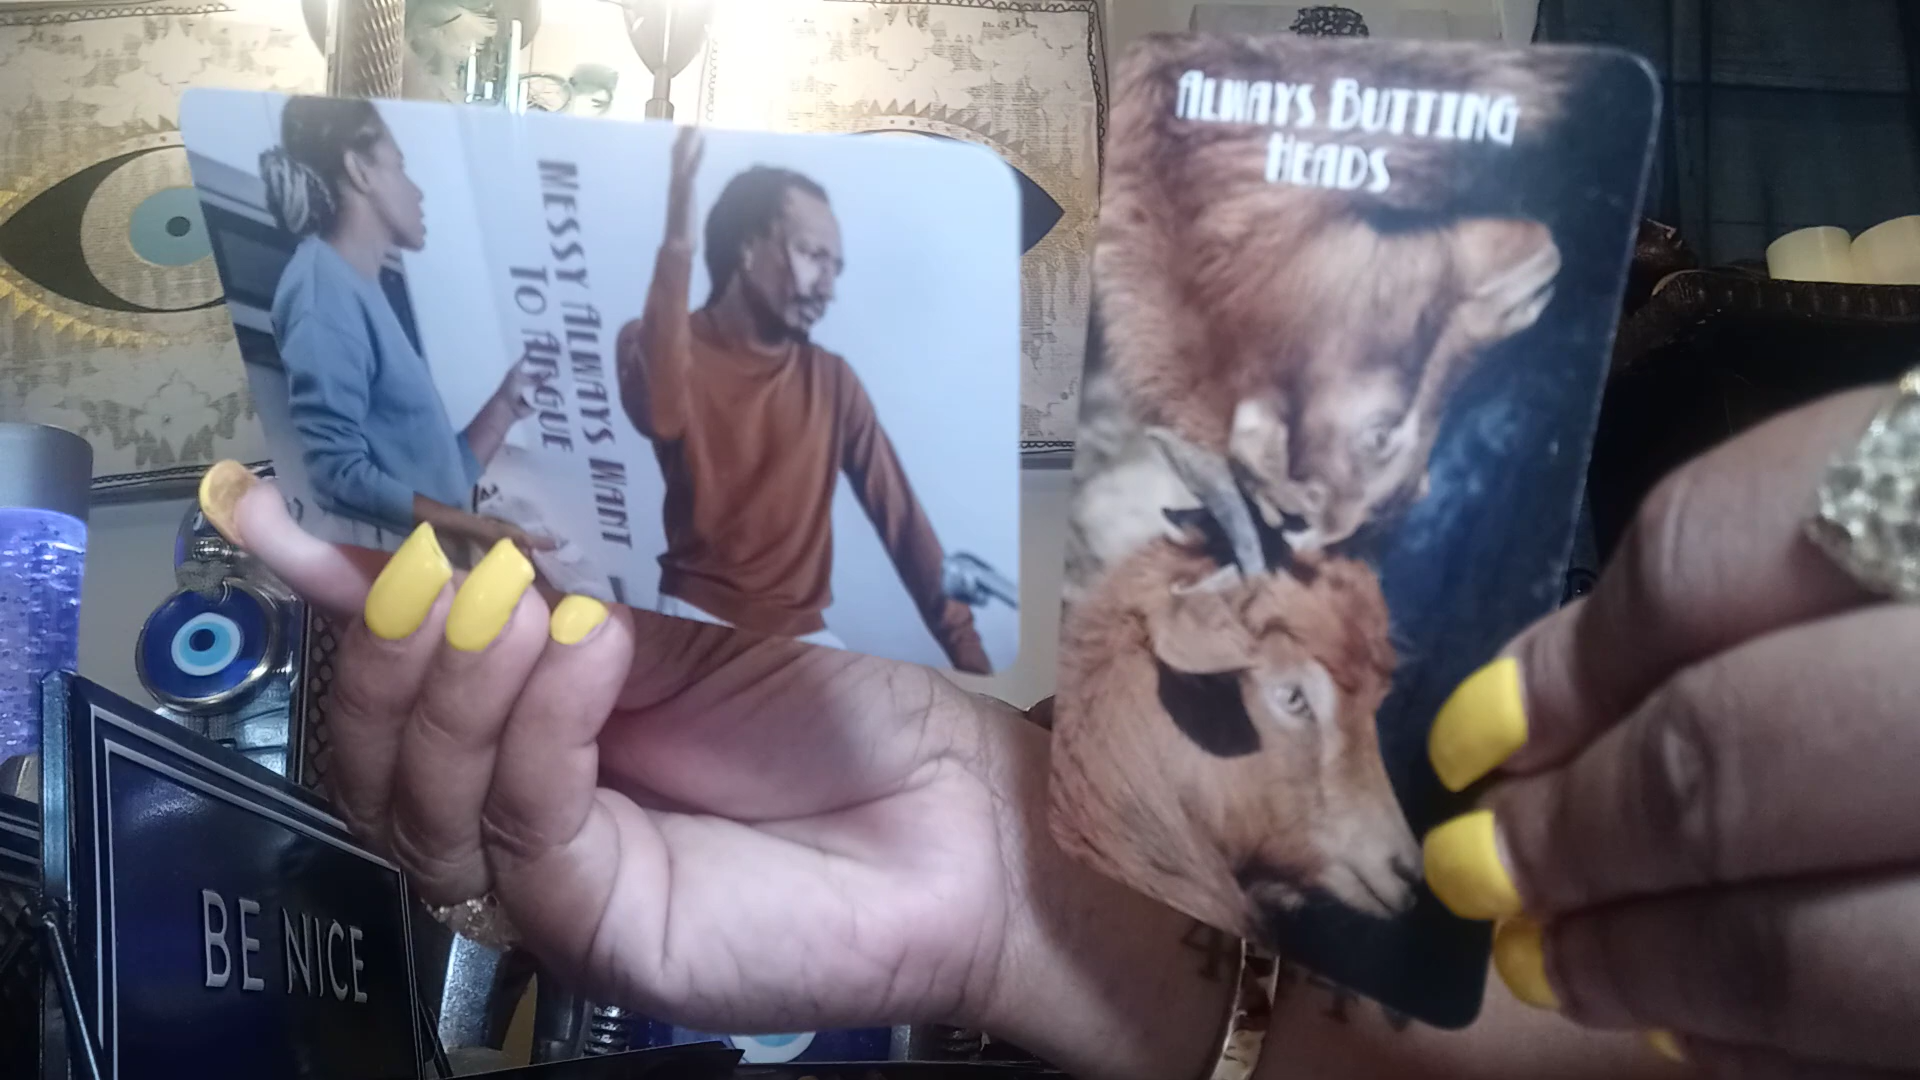 MESSY ALWAYS WANT
TO ARGUE
ALWAYS BUTTING
HEADS
BE NICE